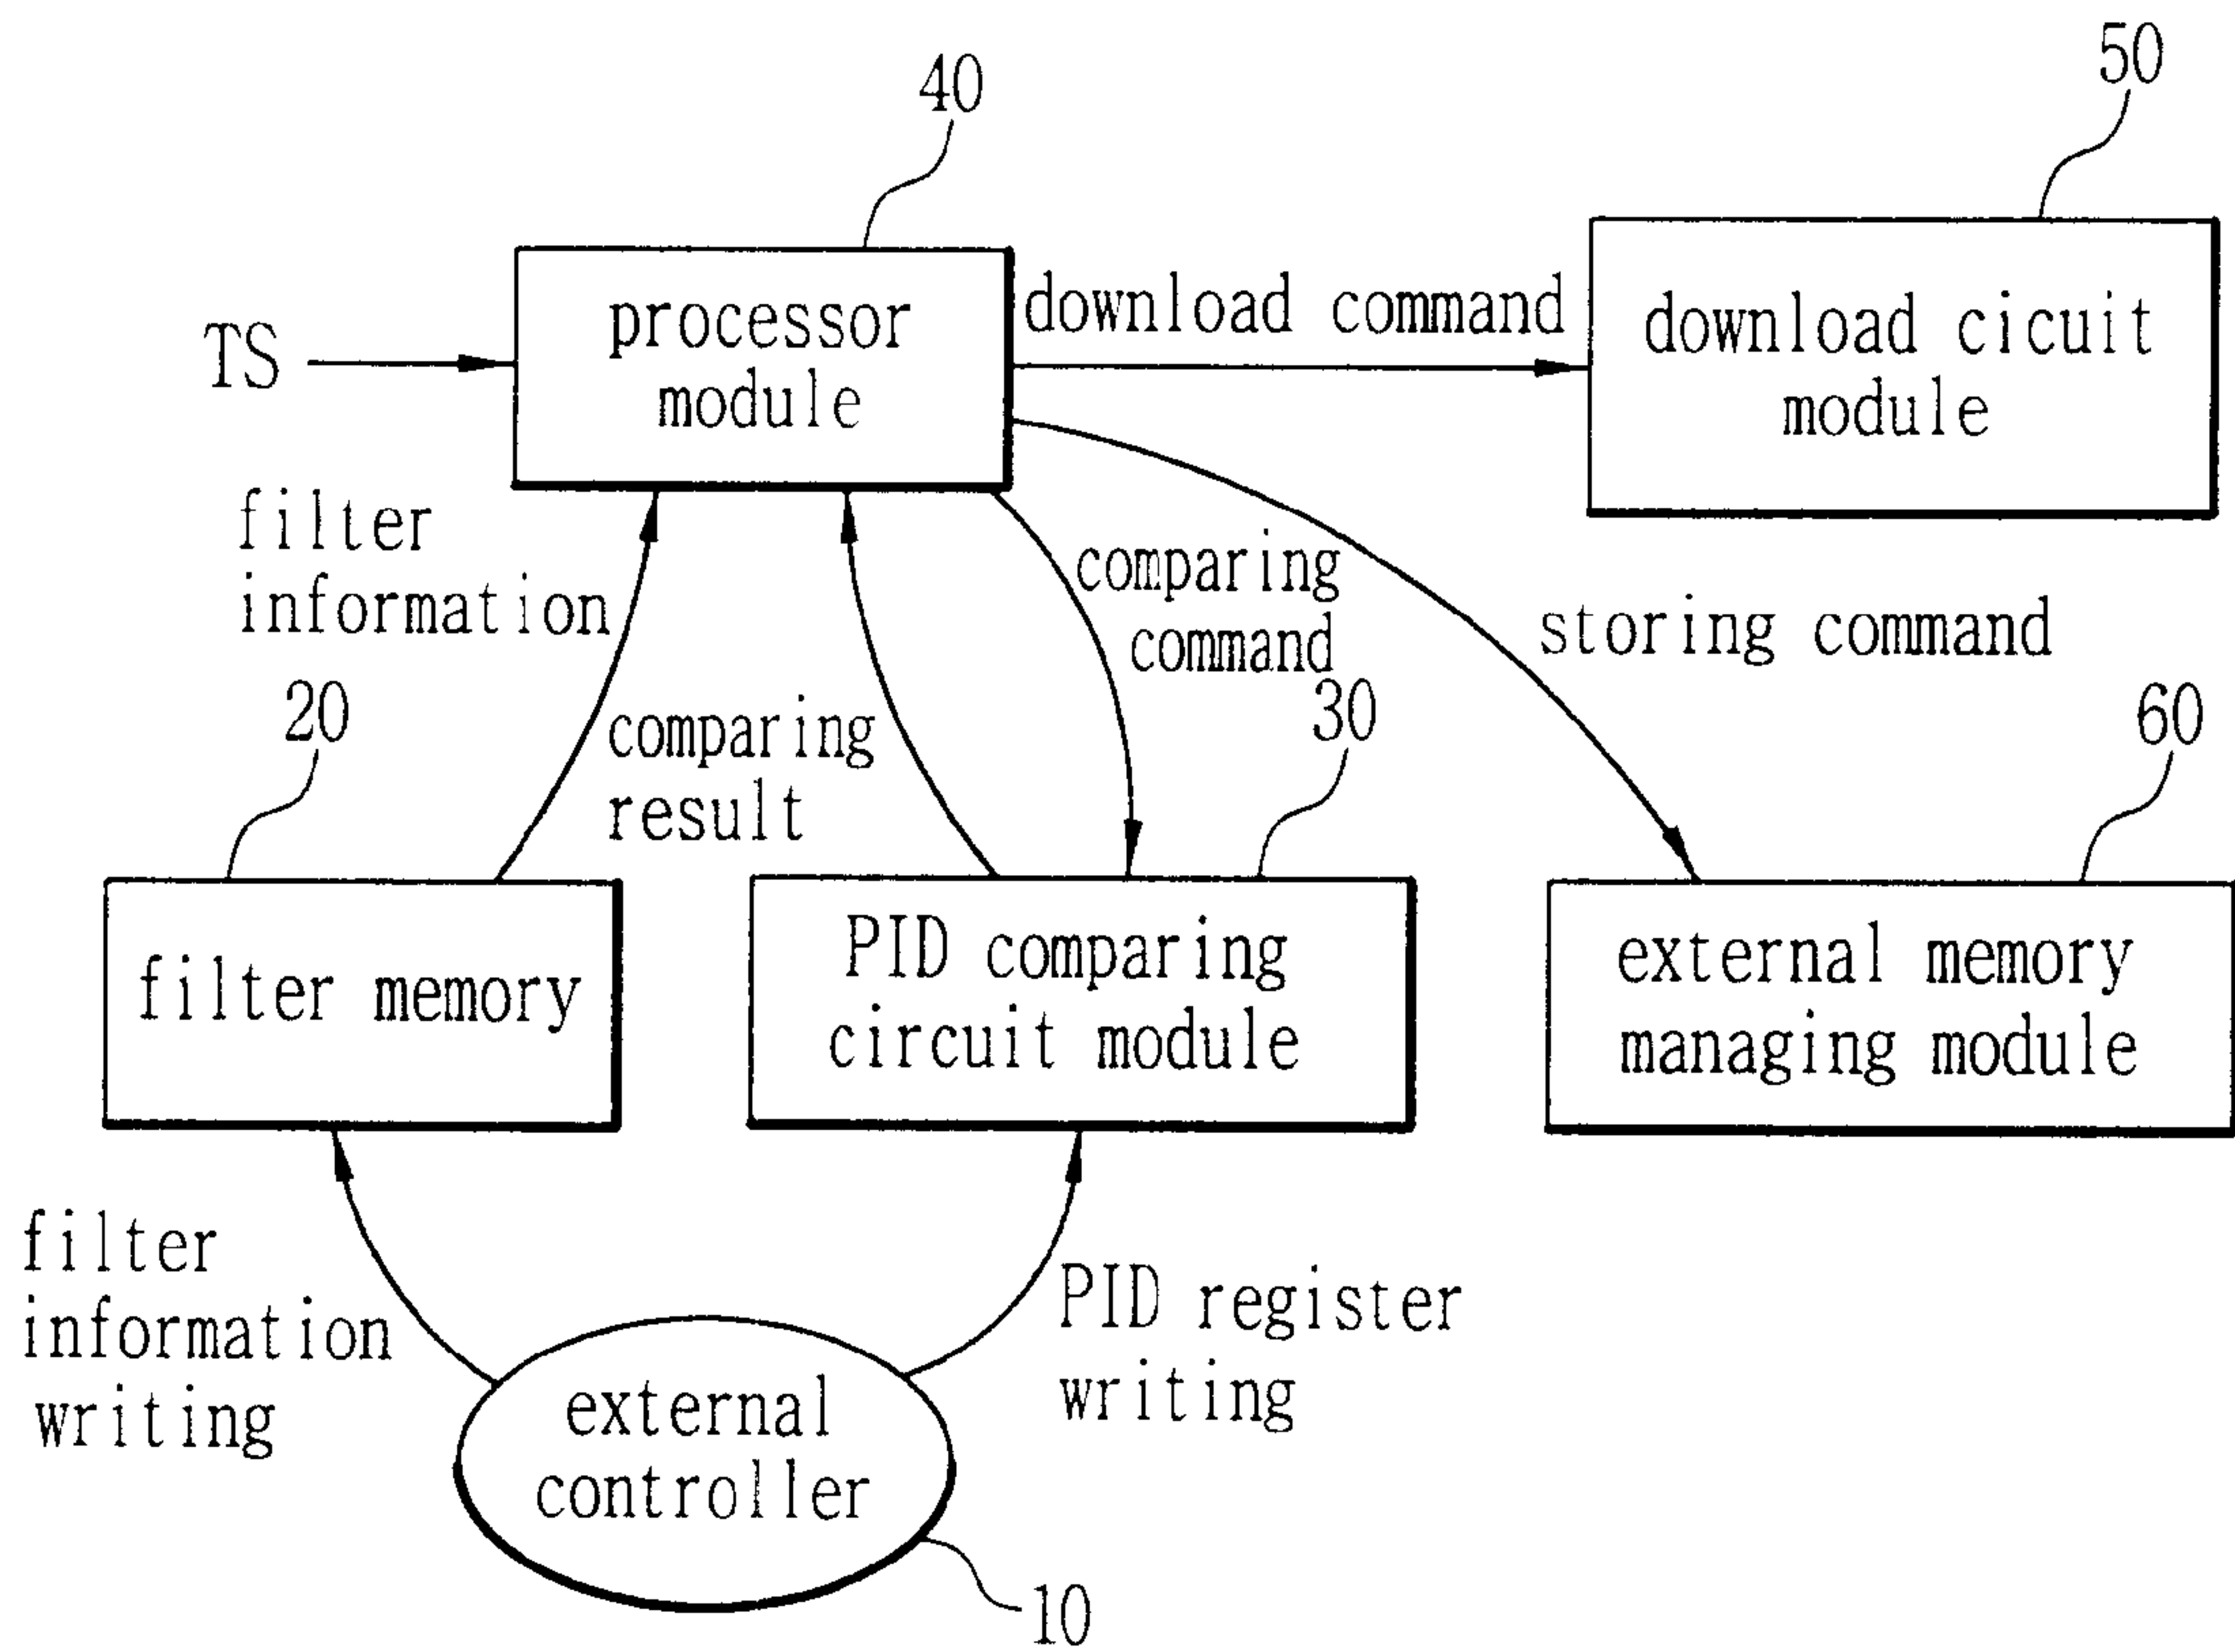 50
40
download command
TS
processor
module
download cicuit
module
filter
information
comparing
command
storing command
20
comparing
result
30
60
filter memory
PID comparing
circuit module
external memory
managing module
filter
information
writing
PID register
writing
external
controller
10